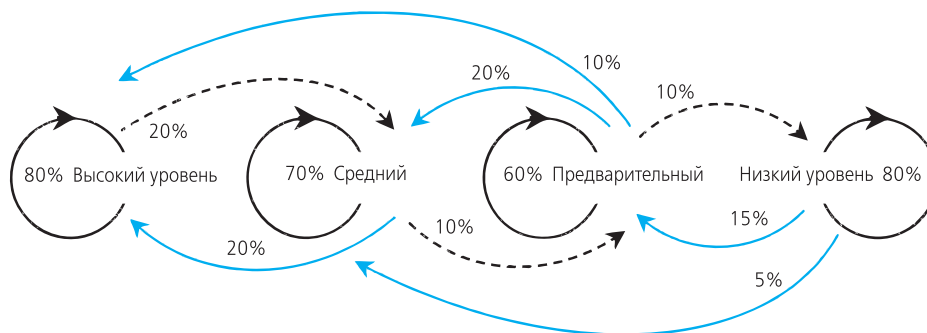 10%
20%
10%
20%
80% Высокий уровень
70% Средний
60% Предварительный
Низкий уровень 80%
10%
15%
20%
5%